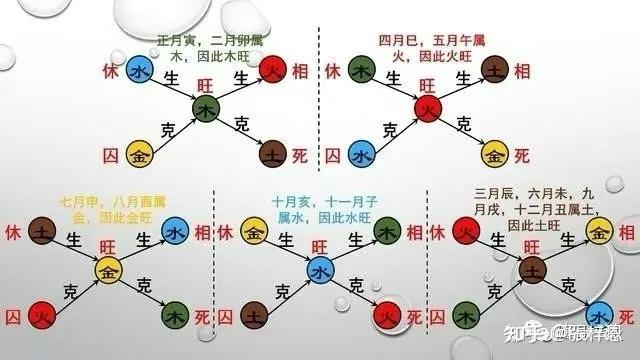 正月寅，二月卯属
木，因此木旺
休 水 生 旺 生 火 相
木
囚 金 克 克 土 死
四月巳，五月午属
火，因此火旺
休 木 生 旺 生 土 相
火
囚 水 克 克 金 死
七月申，八月酉属
金，因此金旺
休 土 生 旺 生 水 相
金
囚 火 克 克 木 死
十月亥，十一月子
属水，因此水旺
休 金 生 旺 生 木 相
水
囚 土 克 克 火 死
三月辰，六月未，九
月戌，十二月丑属土，
因此土旺
休 火 生 旺 生 金 相
土
囚 木 克 克 水 死
知乎